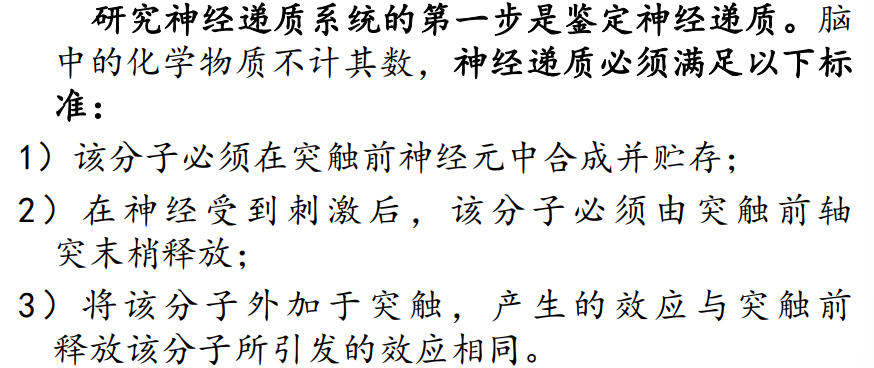 研究神经递质系统的第一步是鉴定神经递质。脑
中的化学物质不计其数，神经递质必须满足以下标
准：
1）该分子必须在突触前神经元中合成并贮存；
2）在神经受到刺激后，该分子必须由突触前轴
突末梢释放；
3）将该分子外加于突触，产生的效应与突触前
释放该分子所引发的效应相同。